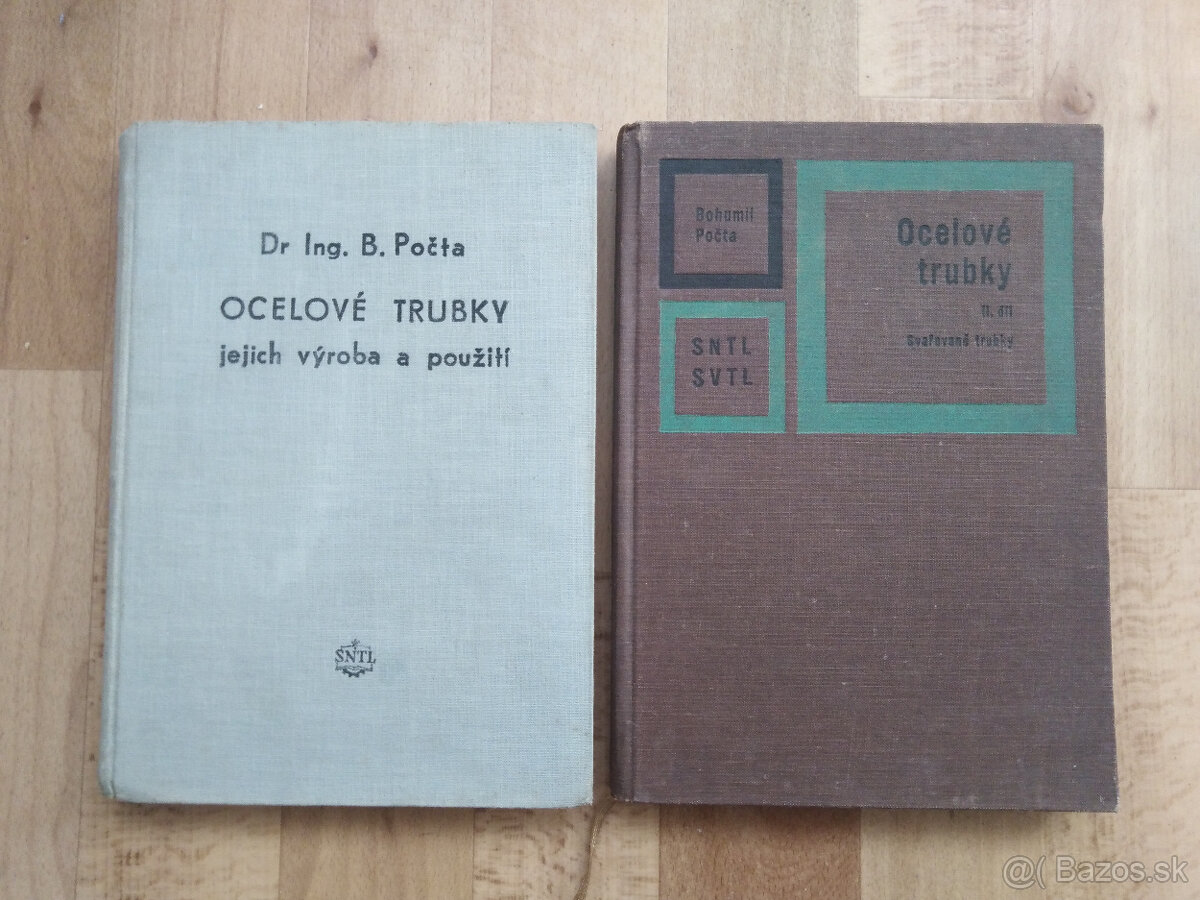 Dr Ing. B. Počta
OCELOVÉ TRUBKY
jejich výroba a použití
SNTL
Bohumil
Počta
SNTL
SVTL
Ocelové
trubky
II. díl
Svařované trubky
@( Bazos.sk